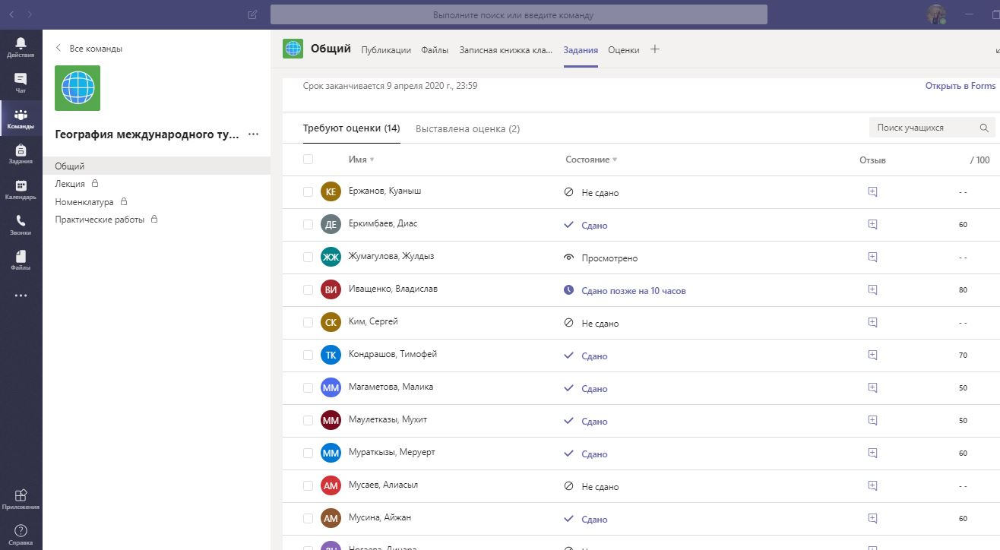 Выполните поиск или введите команду
Действия
Чат
Команды
Задания
Календарь
Звонки
Файлы
Приложения
Справка
Все команды
География международного ту...
Общий
Лекция
Номенклатура
Практические работы
Общий Публикации Файлы Записная книжка кла... Задания Оценки
Срок заканчивается 9 апреля 2020 г., 23:59 Открыть в Forms
Требуют оценки (14) Выставлена оценка (2) Поиск учащихся
Имя Состояние Отзыв / 100
КЕ Ержанов, Куаныш Не сдано - -
ДЕ Еркимбаев, Диас Сдано 60
ЖЖ Жумагулова, Жулдыз Просмотрено - -
ВИ Иващенко, Владислав Сдано позже на 10 часов 80
СК Ким, Сергей Не сдано - -
ТК Кондрашов, Тимофей Сдано 70
ММ Магаметова, Малика Сдано 50
ММ Маулетказы, Мухит Сдано 50
ММ Мураткызы, Меруерт Сдано 60
АМ Мусаев, Алиасыл Не сдано - -
АМ Мусина, Айжан Сдано 60